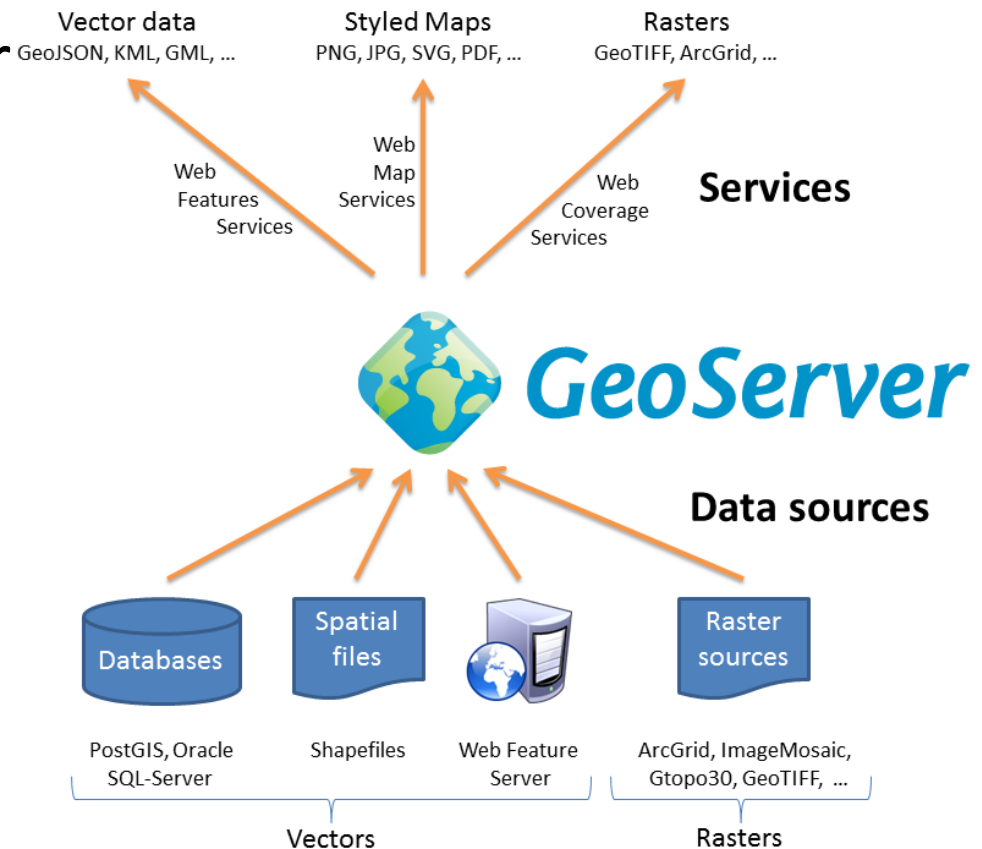 Vector data
GeoJSON, KML, GML, ...
Styled Maps
PNG, JPG, SVG, PDF, ...
Rasters
GeoTIFF, ArcGrid, ...
Web
Features
Services
Web
Map
Services
Web
Coverage
Services
Services
GeoServer
Data sources
Databases
Spatial
files
Raster
sources
PostGIS, Oracle
SQL-Server
Shapefiles
Web Feature
Server
ArcGrid, ImageMosaic,
Gtopo30, GeoTIFF, ...
Vectors
Rasters